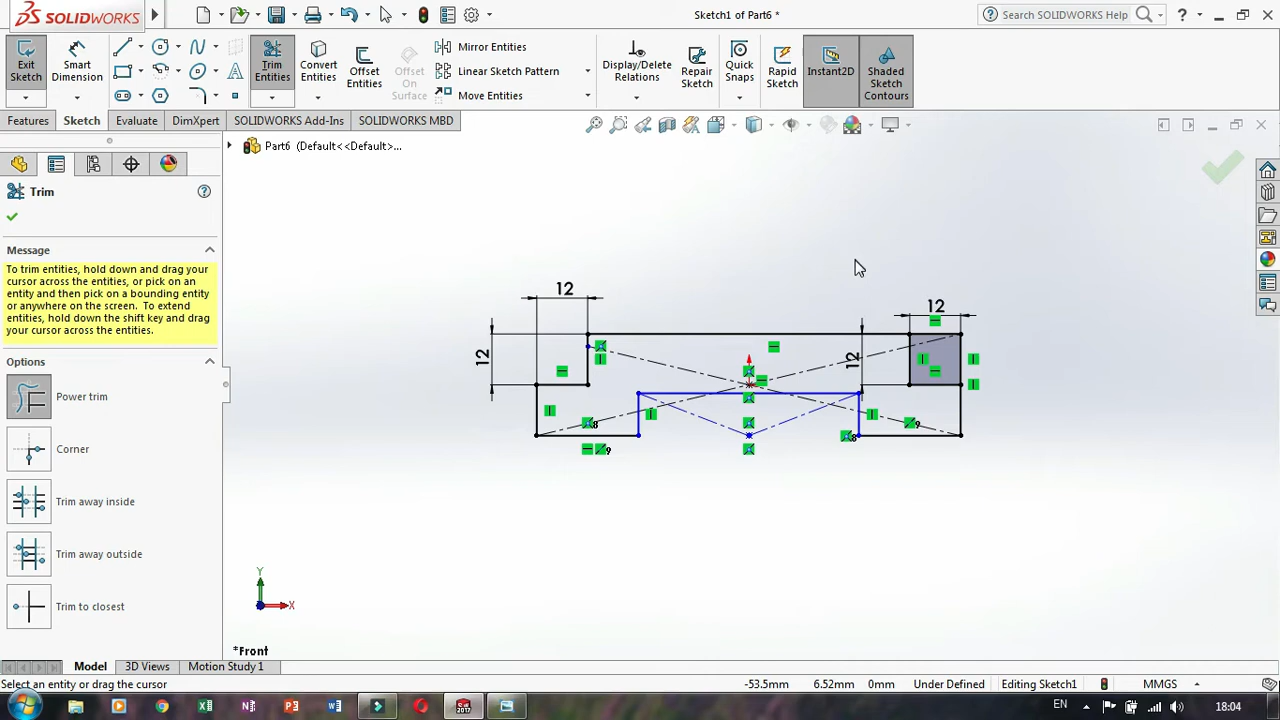 SOLIDWORKS
Sketch1 of Part6 *
Search SOLIDWORKS Help
Exit Sketch
Smart Dimension
Trim Entities
Convert Entities
Offset Entities
Offset On Surface
Mirror Entities
Linear Sketch Pattern
Move Entities
Display/Delete Relations
Repair Sketch
Quick Snaps
Rapid Sketch
Instant2D
Shaded Sketch Contours
Features
Sketch
Evaluate
DimXpert
SOLIDWORKS Add-Ins
SOLIDWORKS MBD
Part6 (Default<<Default>...
Trim
Message
To trim entities, hold down and drag your
cursor across the entities, or pick on an
entity and then pick on a bounding entity
or anywhere on the screen. To extend
entities, hold down the shift key and drag
your cursor across the entities.
Options
Power trim
Corner
Trim away inside
Trim away outside
Trim to closest
12
12
12
12
8
9
8
9
Y
X
*Front
Model
3D Views
Motion Study 1
Select an entity or drag the cursor
-53.5mm
6.52mm
0mm
Under Defined
Editing Sketch1
MMGS
EN
18:04